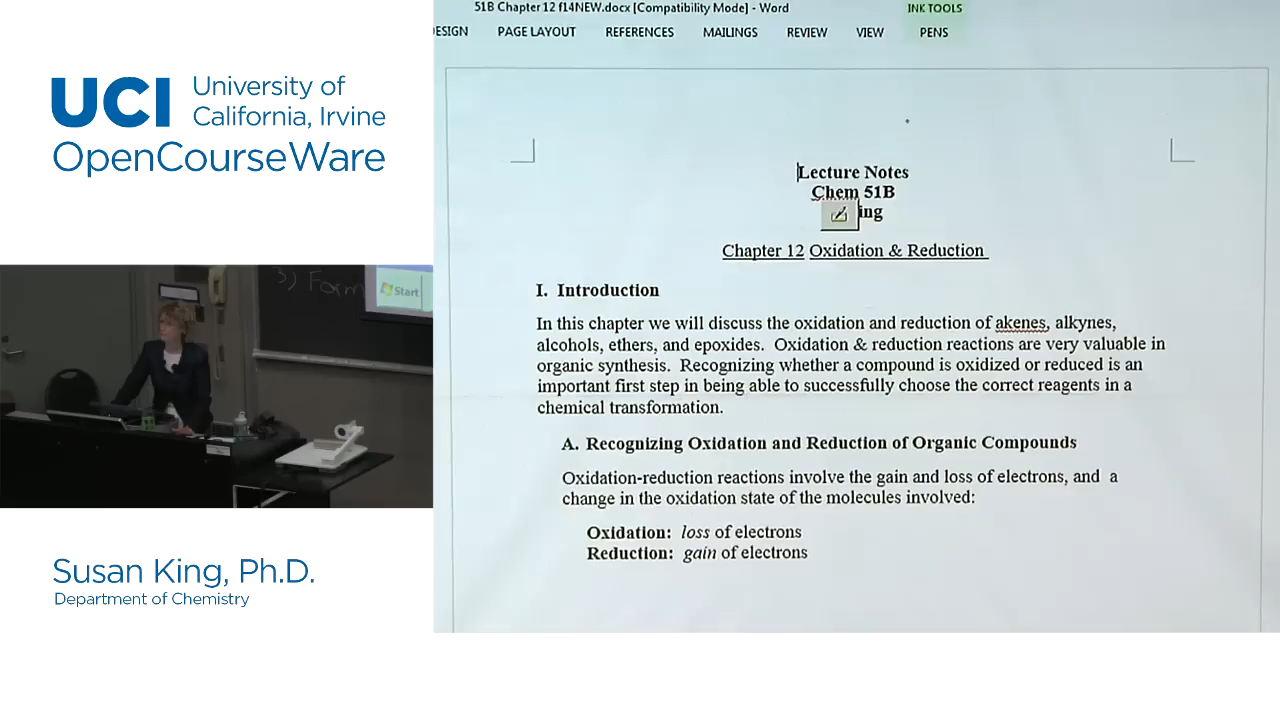 UCI University of
California, Irvine
OpenCourseWare
3) Form
Start
Susan King, Ph.D.
Department of Chemistry
51B Chapter 12 f14NEW.docx [Compatibility Mode] - Word
INK TOOLS
ESIGN PAGE LAYOUT REFERENCES MAILINGS REVIEW VIEW PENS
Lecture Notes
Chem 51B
ing
Chapter 12 Oxidation & Reduction
I. Introduction
In this chapter we will discuss the oxidation and reduction of akenes, alkynes,
alcohols, ethers, and epoxides. Oxidation & reduction reactions are very valuable in
organic synthesis. Recognizing whether a compound is oxidized or reduced is an
important first step in being able to successfully choose the correct reagents in a
chemical transformation.
A. Recognizing Oxidation and Reduction of Organic Compounds
Oxidation-reduction reactions involve the gain and loss of electrons, and a
change in the oxidation state of the molecules involved:
Oxidation: loss of electrons
Reduction: gain of electrons